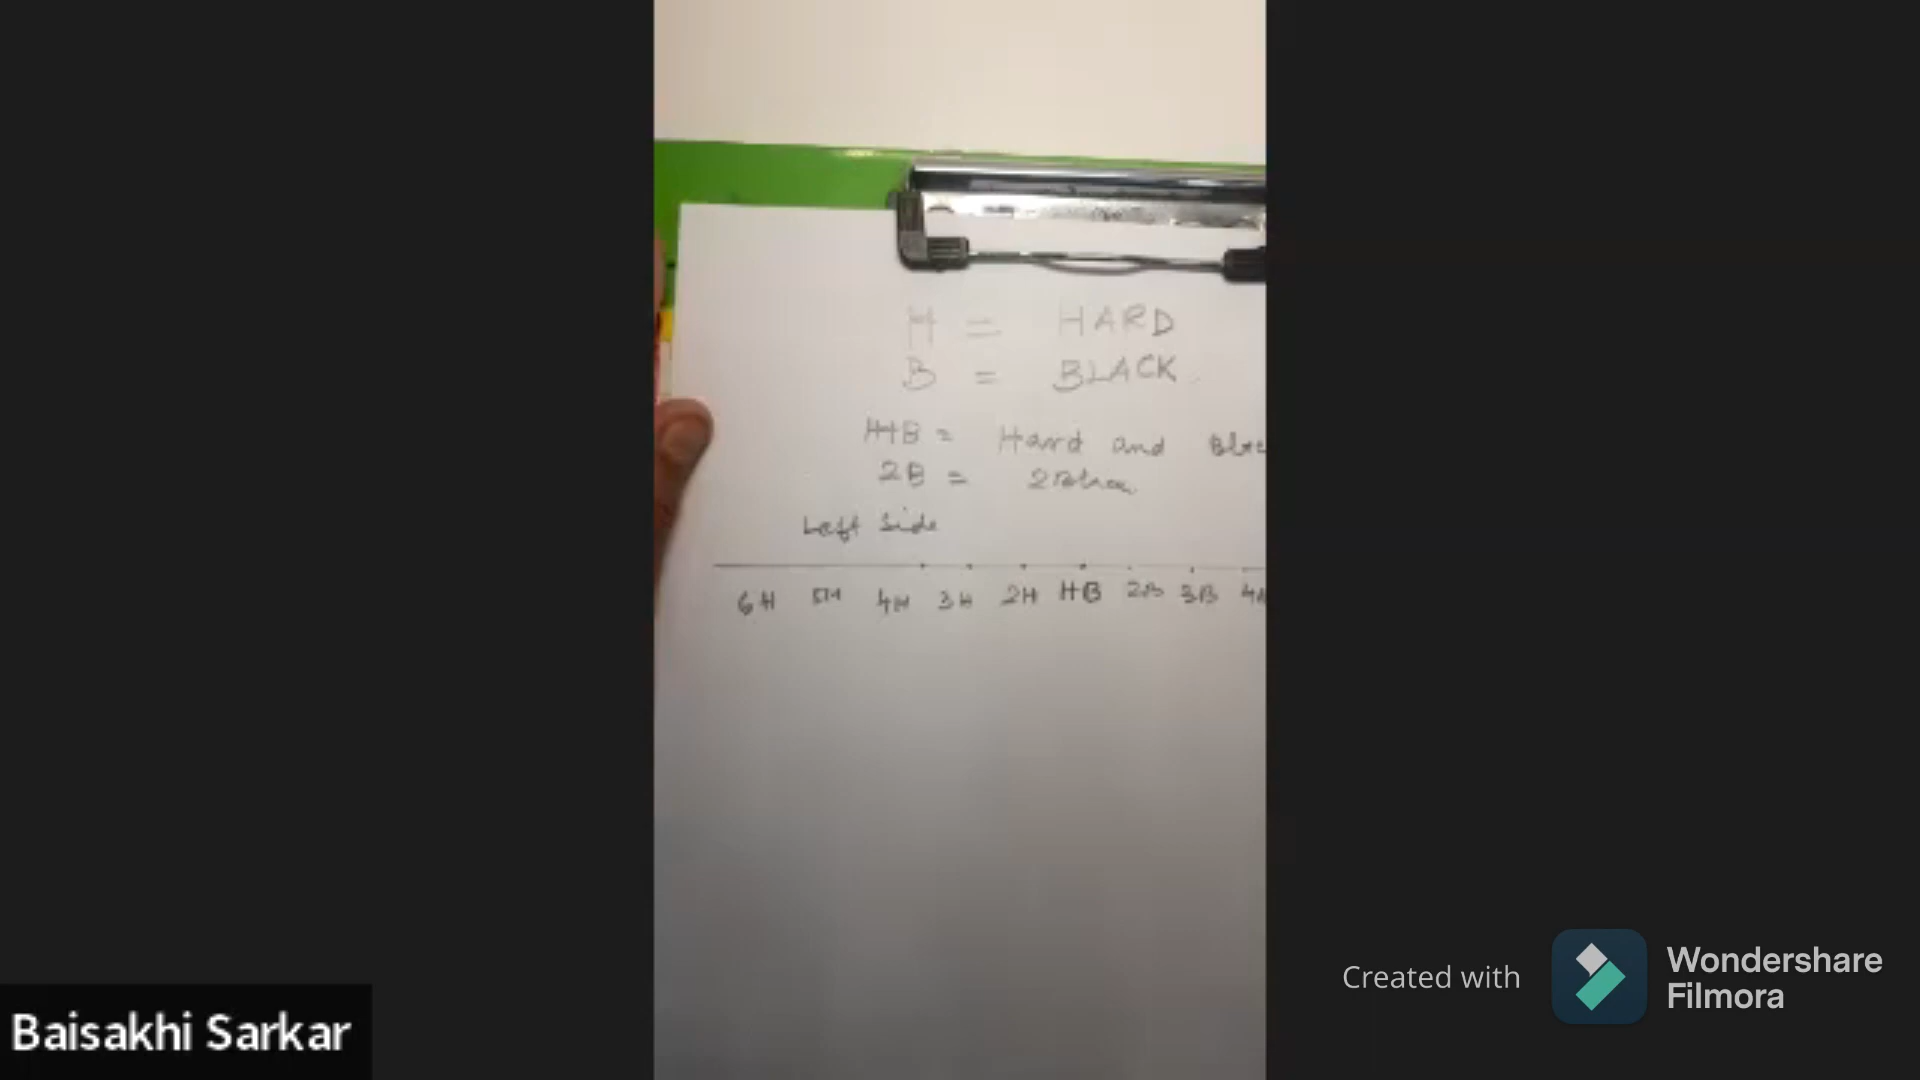 H = HARD
B = BLACK
HB = Hard and
2B =
Left Side
6H 5H 4H 3H 2H HB 2B 3B
Baisakhi Sarkar
Created with Wondershare Filmora